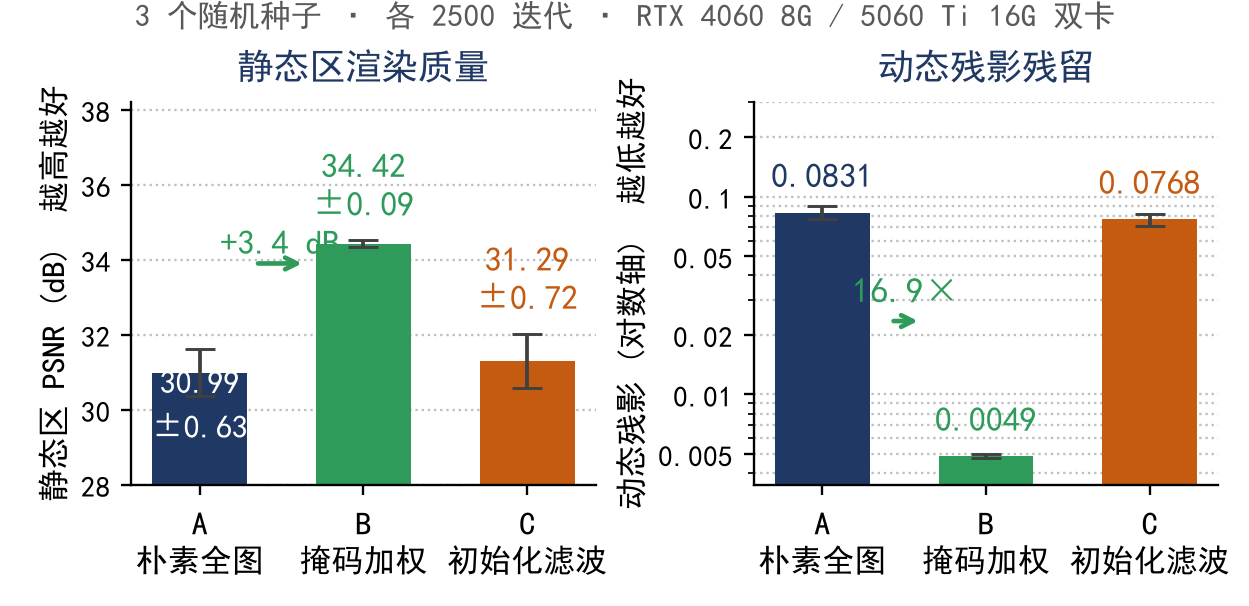 3 个随机种子 · 各 2500 迭代 · RTX 4060 8G / 5060 Ti 16G 双卡
静态区渲染质量
静态区 PSNR (dB) 越高越好
38
36
34
32
30
28
34.42
±0.09
+3.4 dB
31.29
±0.72
30.99
±0.63
A
B
C
朴素全图
掩码加权
初始化滤波
动态残影残留
动态残影 (对数轴) 越低越好
0.2
0.1
0.05
0.02
0.01
0.005
0.0831
0.0768
16.9×
0.0049
A
B
C
朴素全图
掩码加权
初始化滤波